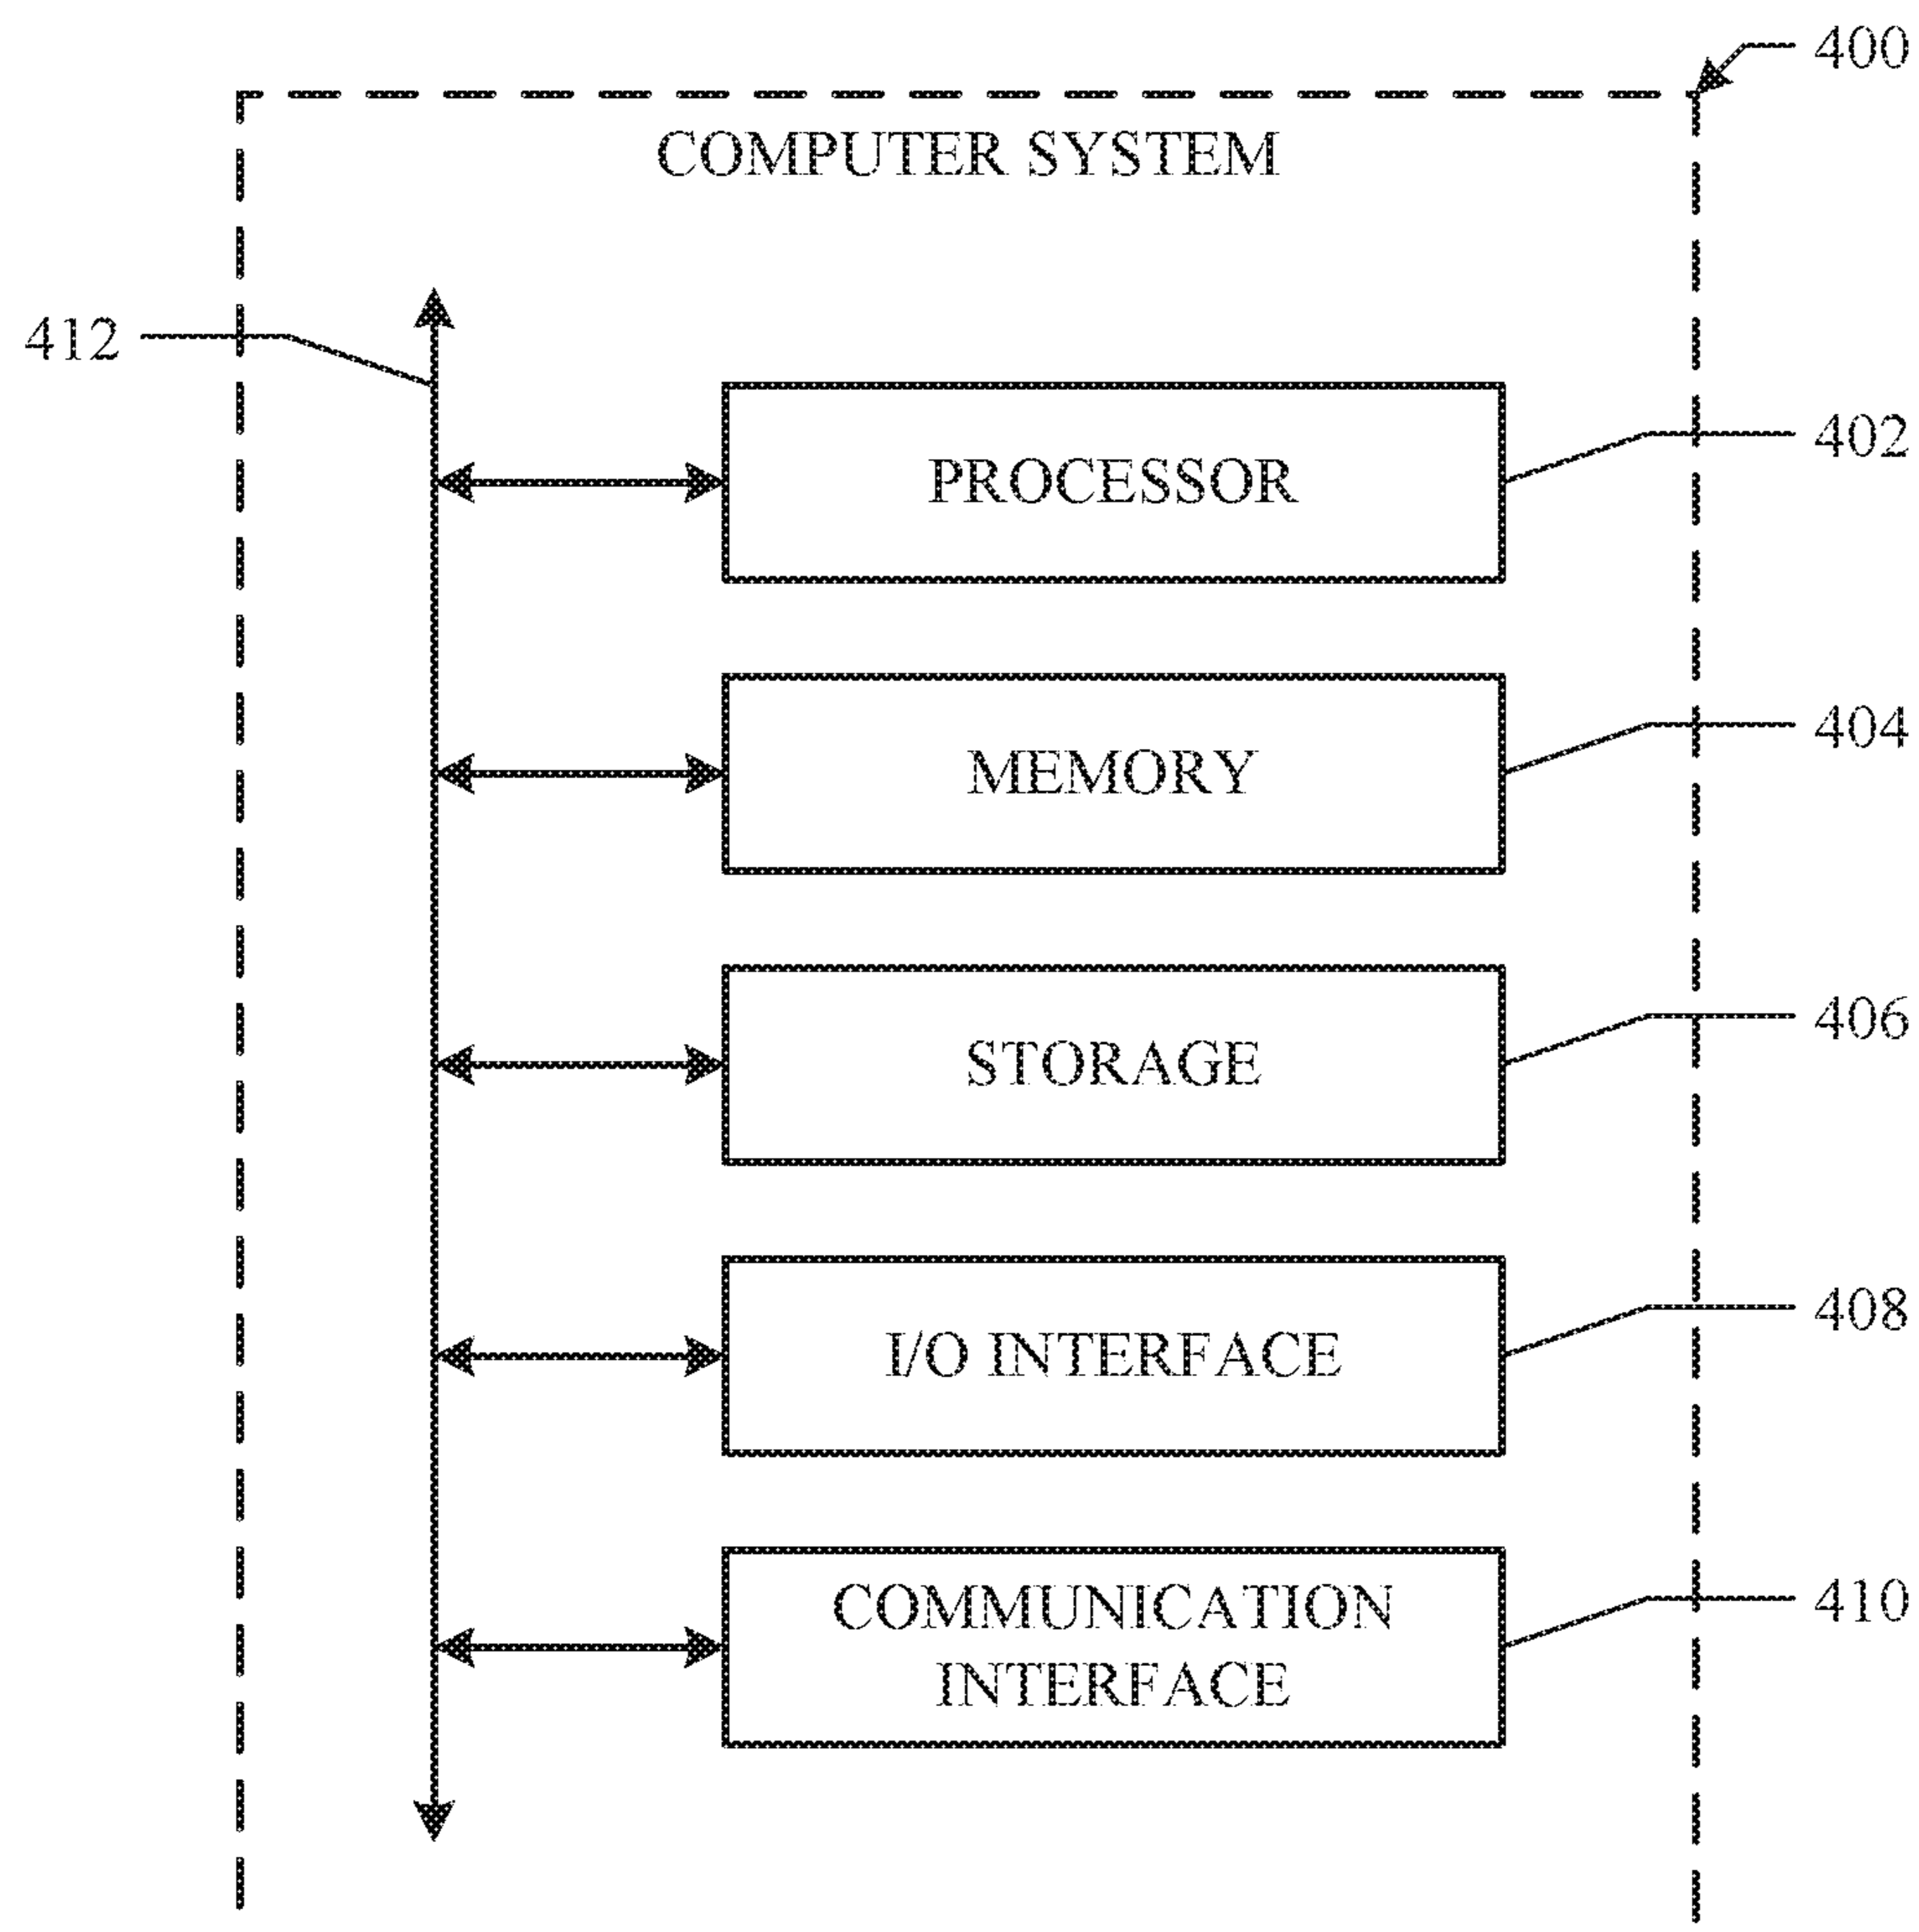 400
COMPUTER SYSTEM
412
402
PROCESSOR
404
MEMORY
406
STORAGE
408
I/O INTERFACE
410
COMMUNICATION
INTERFACE